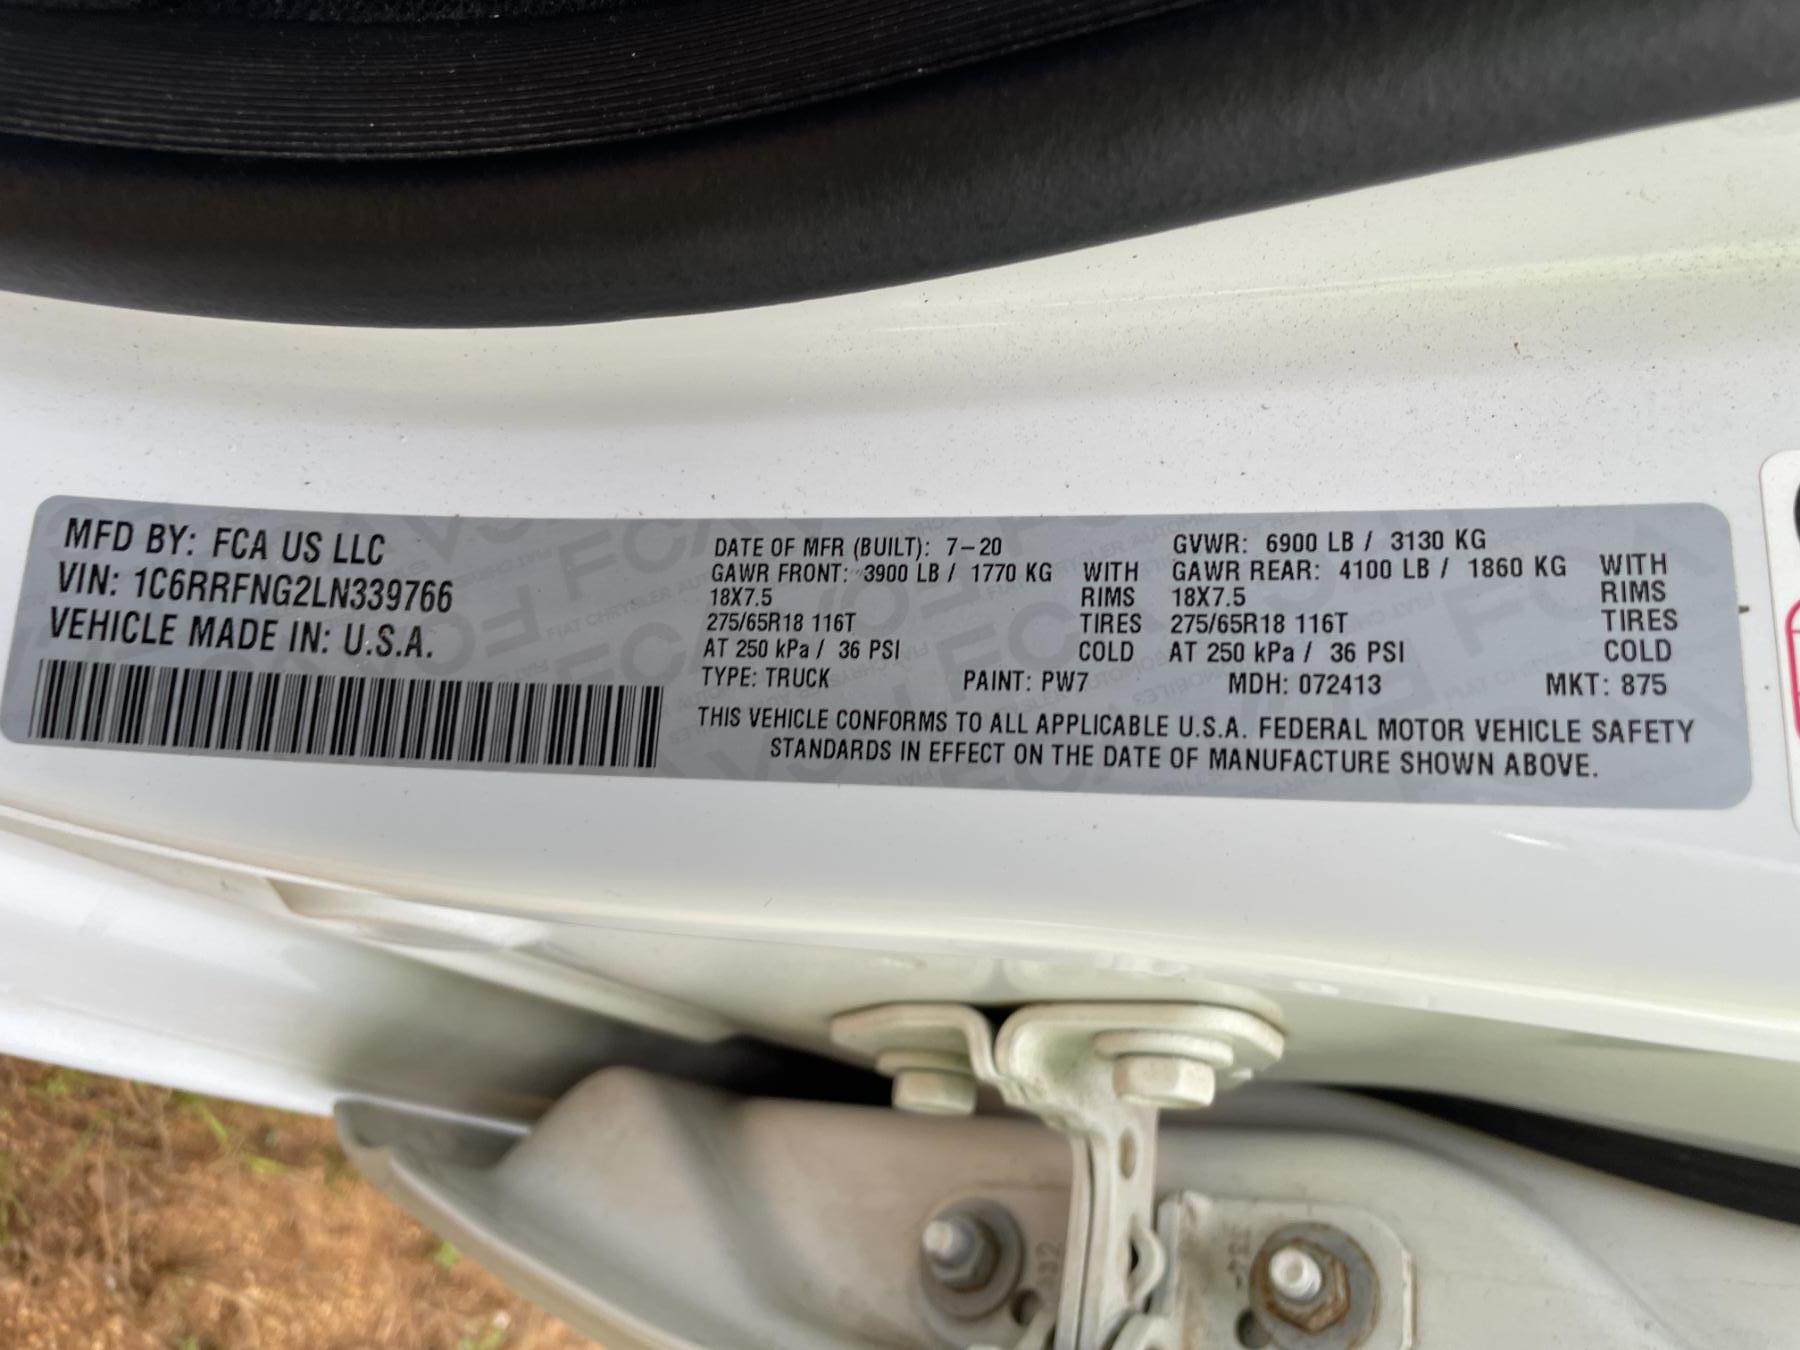 MFD BY: FCA US LLC
VIN: 1C6RRFNG2LN339766
VEHICLE MADE IN: U.S.A.
DATE OF MFR (BUILT): 7-20 GVWR: 6900 LB / 3130 KG
GAWR FRONT: 3900 LB / 1770 KG WITH GAWR REAR: 4100 LB / 1860 KG WITH
18X7.5 RIMS 18X7.5 RIMS
275/65R18 116T TIRES 275/65R18 116T TIRES
AT 250 kPa / 36 PSI COLD AT 250 kPa / 36 PSI COLD
TYPE: TRUCK PAINT: PW7 MDH: 072413 MKT: 875
THIS VEHICLE CONFORMS TO ALL APPLICABLE U.S.A. FEDERAL MOTOR VEHICLE SAFETY
STANDARDS IN EFFECT ON THE DATE OF MANUFACTURE SHOWN ABOVE.